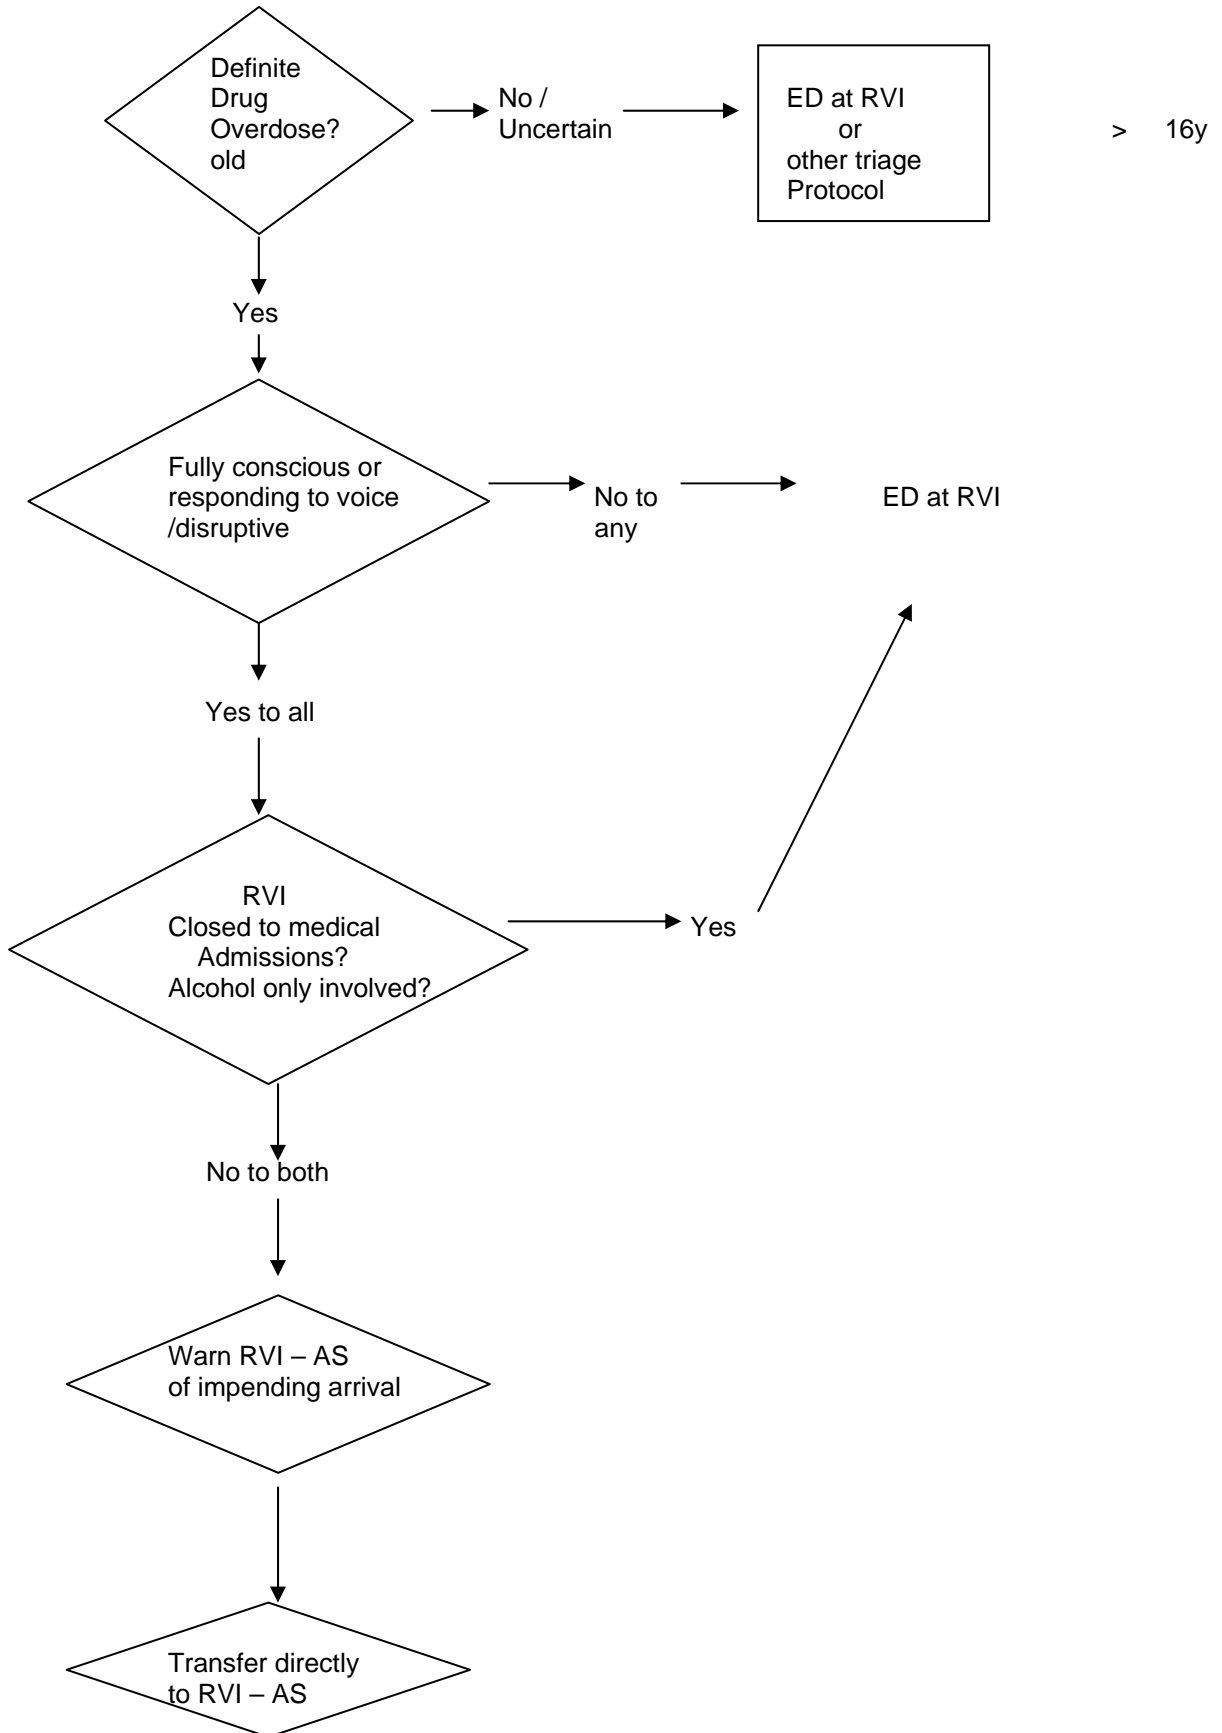 Definite
Drug
Overdose?
old
No /
Uncertain
ED at RVI
or
other triage
Protocol
> 16y
Yes
Fully conscious or
responding to voice
/disruptive
No to
any
ED at RVI
Yes to all
RVI
Closed to medical
Admissions?
Alcohol only involved?
Yes
No to both
Warn RVI – AS
of impending arrival
Transfer directly
to RVI – AS